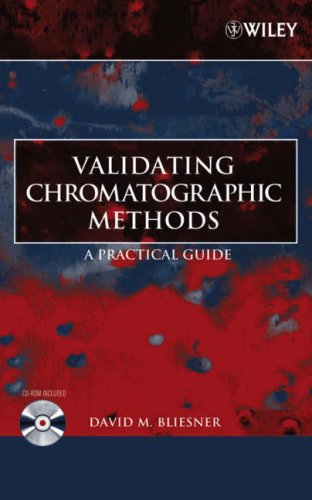 WILEY
VALIDATING
CHROMATOGRAPHIC
METHODS
A PRACTICAL GUIDE
CD-ROM INCLUDED
DAVID M. BLIESNER